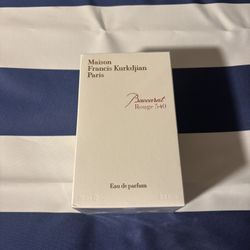 Maison
Francis Kurkdjian
Paris
Baccarat
Rouge 540
Eau de parfum